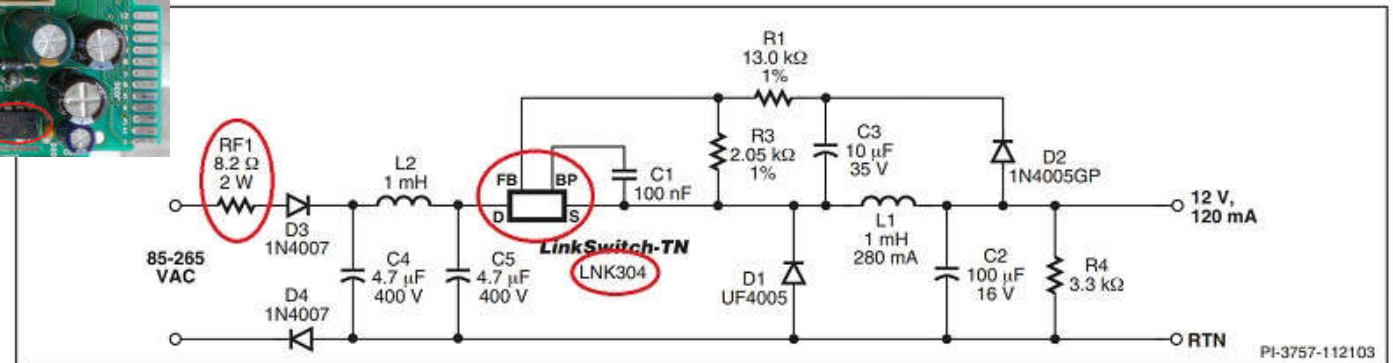 RF1
8.2 Ω
2 W
D3
1N4007
L2
1 mH
FB
BP
D
S
C1
100 nF
R1
13.0 kΩ
1%
R3
2.05 kΩ
1%
C3
10 µF
35 V
D2
1N4005GP
12 V,
120 mA
85-265
VAC
D4
1N4007
C4
4.7 µF
400 V
C5
4.7 µF
400 V
LinkSwitch-TN
LNK304
D1
UF4005
L1
1 mH
280 mA
C2
100 µF
16 V
R4
3.3 kΩ
RTN
PI-3757-112103